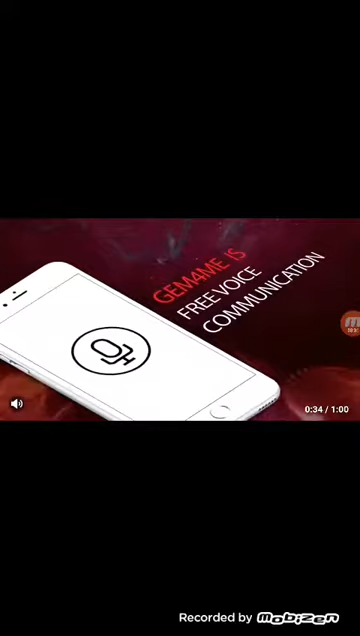 GEM4ME IS
FREE VOICE
COMMUNICATION
0:34 / 1:00
Recorded by Mobizen